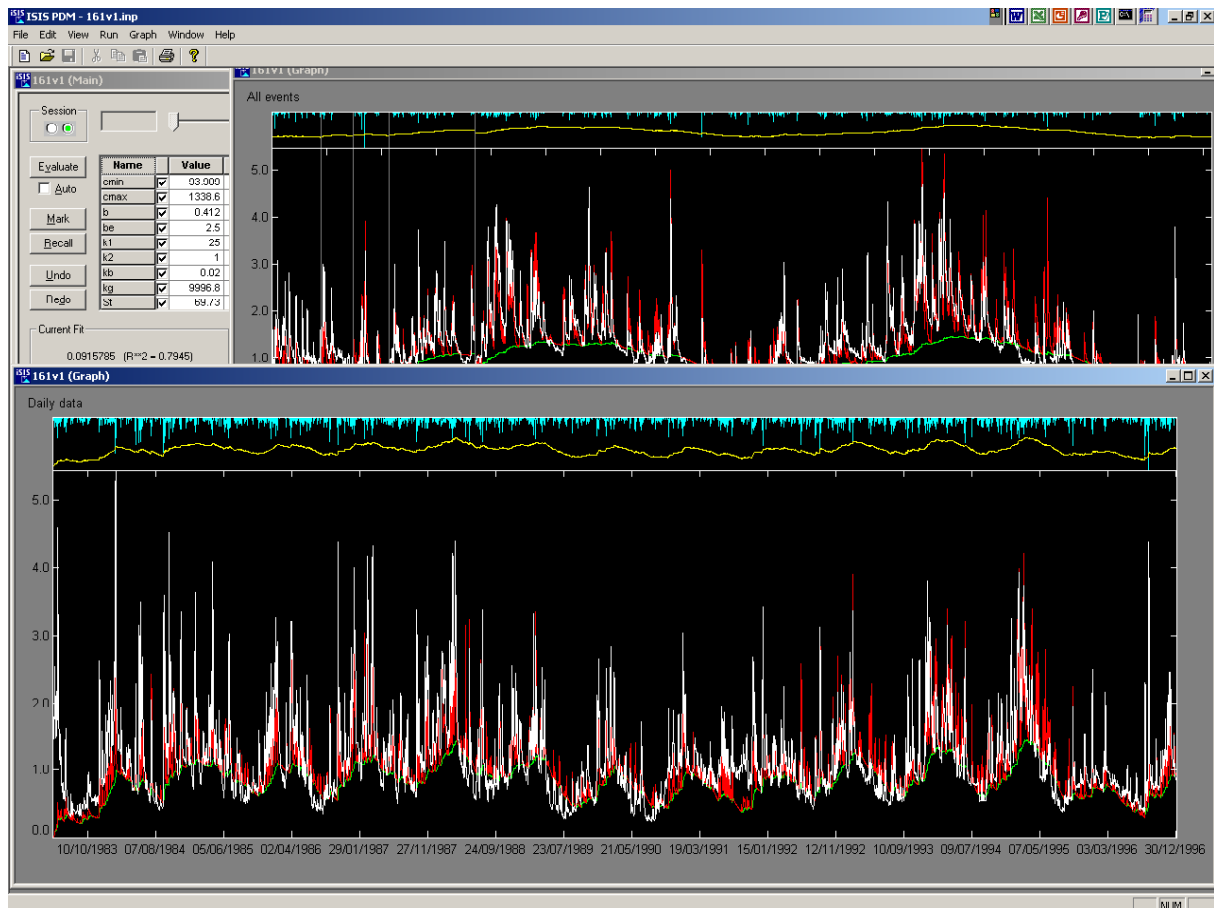 ISIS PDM - 161v1.inp
File Edit View Run Graph Window Help
161v1 (Main)
Session
Evaluate
Auto
Mark
Recall
Undo
Redo
Name Value
cmin 93.909
cmax 1338.6
b 0.412
be 2.5
k1 25
k2 1
kb 0.02
kg 9996.8
St 69.73
Current Fit
0.0915785 (R**2 = 0.7945)
161v1 (Graph)
All events
5.0
4.0
3.0
2.0
1.0
161v1 (Graph)
Daily data
5.0
4.0
3.0
2.0
1.0
0.0
10/10/1983 07/08/1984 05/06/1985 02/04/1986 29/01/1987 27/11/1987 24/09/1988 23/07/1989 21/05/1990 19/03/1991 15/01/1992 12/11/1992 10/09/1993 09/07/1994 07/05/1995 03/03/1996 30/12/1996
NUM